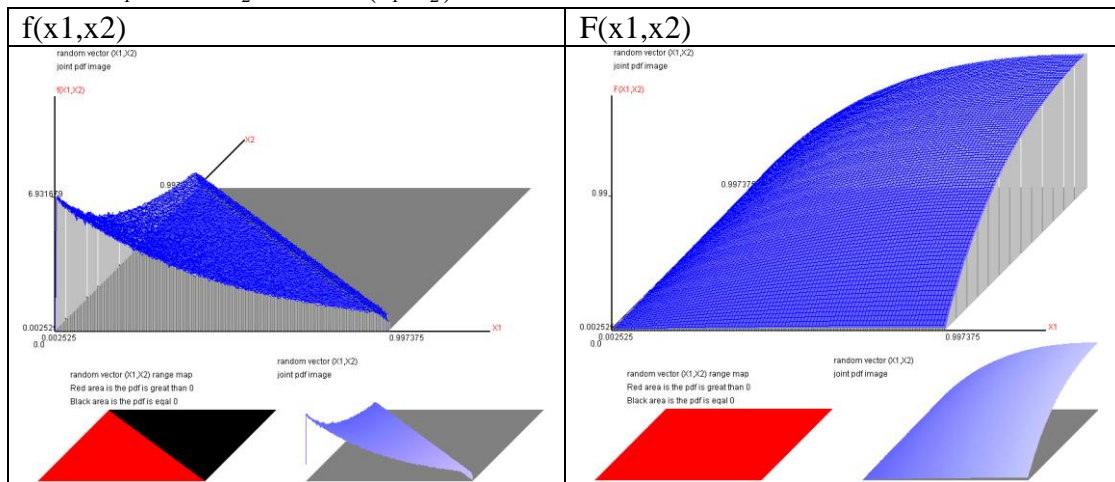 f(x1,x2)
F(x1,x2)
random vector (X1,X2)
joint pdf image
f(X1,X2)
X2
6.931679
0.002525
0.0
0.002525
0.997375
X1
random vector (X1,X2) range map
Red area is the pdf is great than 0
Black area is the pdf is eqal 0
random vector (X1,X2)
joint pdf image
random vector (X1,X2)
joint pdf image
F(X1,X2)
0.997375
0.99
0.0
0.002525
0.997375
X1
random vector (X1,X2) range map
Red area is the pdf is great than 0
Black area is the pdf is eqal 0
random vector (X1,X2)
joint pdf image